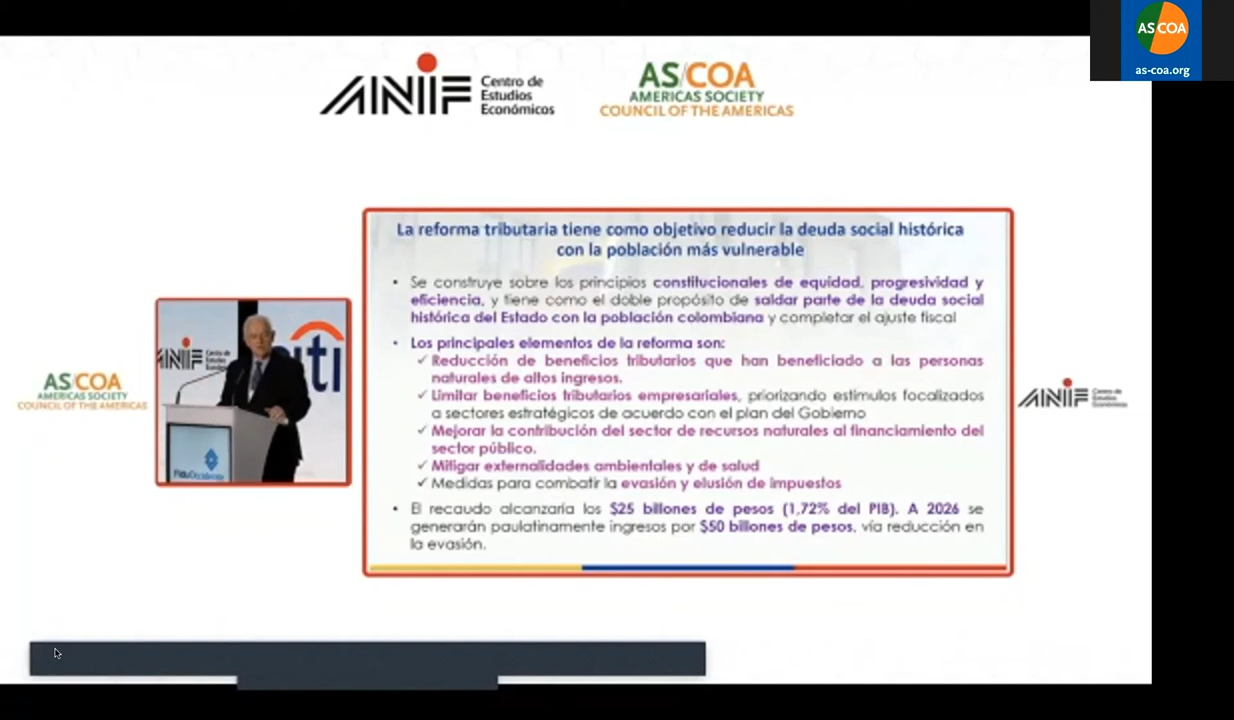 AS/COA
as-coa.org
ANIF
Centro de
Estudios
Económicos
AS/COA
AMERICAS SOCIETY
COUNCIL OF THE AMERICAS
La reforma tributaria tiene como objetivo reducir la deuda social histórica
con la población más vulnerable
• Se construye sobre los principios constitucionales de equidad, progresividad y
eficiencia, y tiene como el doble propósito de saldar parte de la deuda social
histórica del Estado con la población colombiana y completar el ajuste fiscal
• Los principales elementos de la reforma son:
✓ Reducción de beneficios tributarios que han beneficiado a las personas
naturales de altos ingresos.
✓ Limitar beneficios tributarios empresariales, priorizando estímulos focalizados
a sectores estratégicos de acuerdo con el plan del Gobierno
✓ Mejorar la contribución del sector de recursos naturales al financiamiento del
sector público.
✓ Mitigar externalidades ambientales y de salud
✓ Medidas para combatir la evasión y elusión de impuestos
• El recaudo alcanzaría los $25 billones de pesos (1,72% del PIB). A 2026 se
generarán paulatinamente ingresos por $50 billones de pesos, vía reducción en
la evasión.
ANIF
citi
AS/COA
AMERICAS SOCIETY
COUNCIL OF THE AMERICAS
ANIF
Centro de
Estudios
Económicos